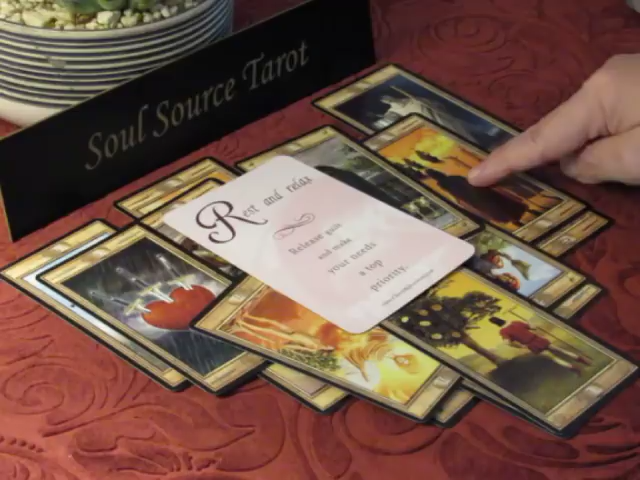 Soul Source Tarot
Rest and relax
Release guilt
and make
your needs
a top
priority.